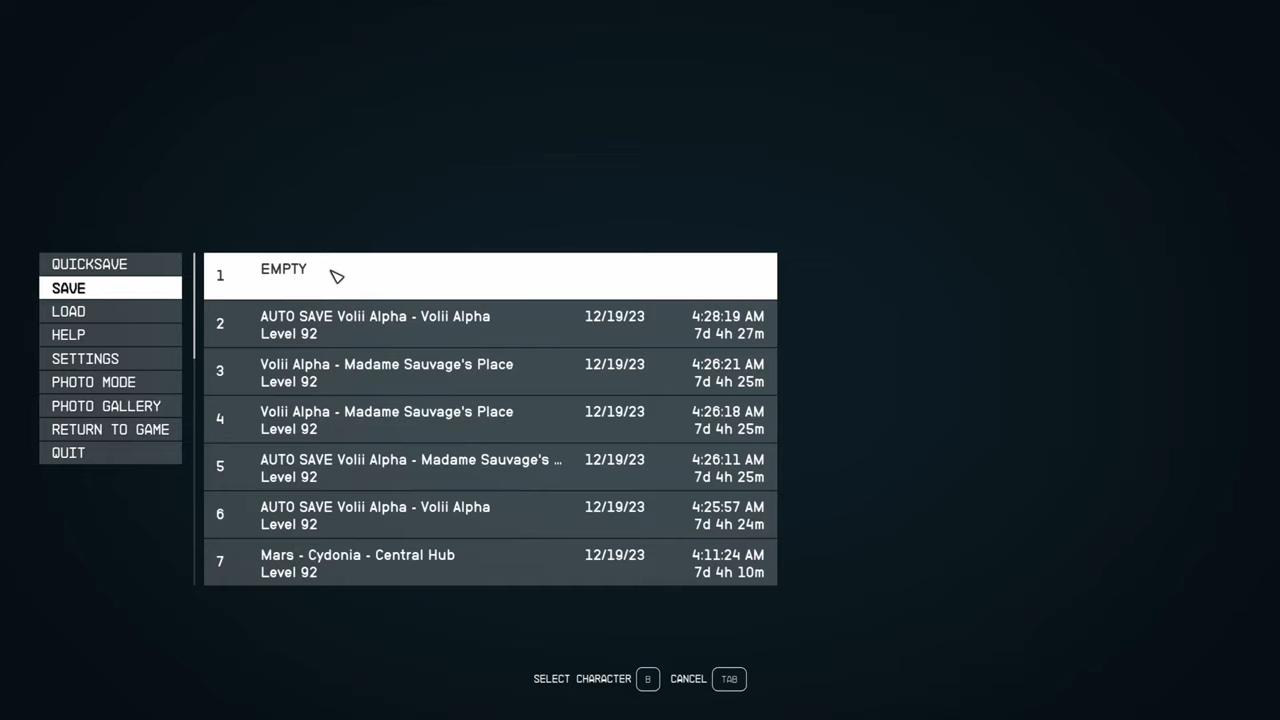 QUICKSAVE
SAVE
LOAD
HELP
SETTINGS
PHOTO MODE
PHOTO GALLERY
RETURN TO GAME
QUIT
1 EMPTY
2 AUTO SAVE Volii Alpha - Volii Alpha 12/19/23 4:28:19 AM
Level 92 7d 4h 27m
3 Volii Alpha - Madame Sauvage's Place 12/19/23 4:26:21 AM
Level 92 7d 4h 25m
4 Volii Alpha - Madame Sauvage's Place 12/19/23 4:26:18 AM
Level 92 7d 4h 25m
5 AUTO SAVE Volii Alpha - Madame Sauvage's ... 12/19/23 4:26:11 AM
Level 92 7d 4h 25m
6 AUTO SAVE Volii Alpha - Volii Alpha 12/19/23 4:25:57 AM
Level 92 7d 4h 24m
7 Mars - Cydonia - Central Hub 12/19/23 4:11:24 AM
Level 92 7d 4h 10m
SELECT CHARACTER B CANCEL TAB